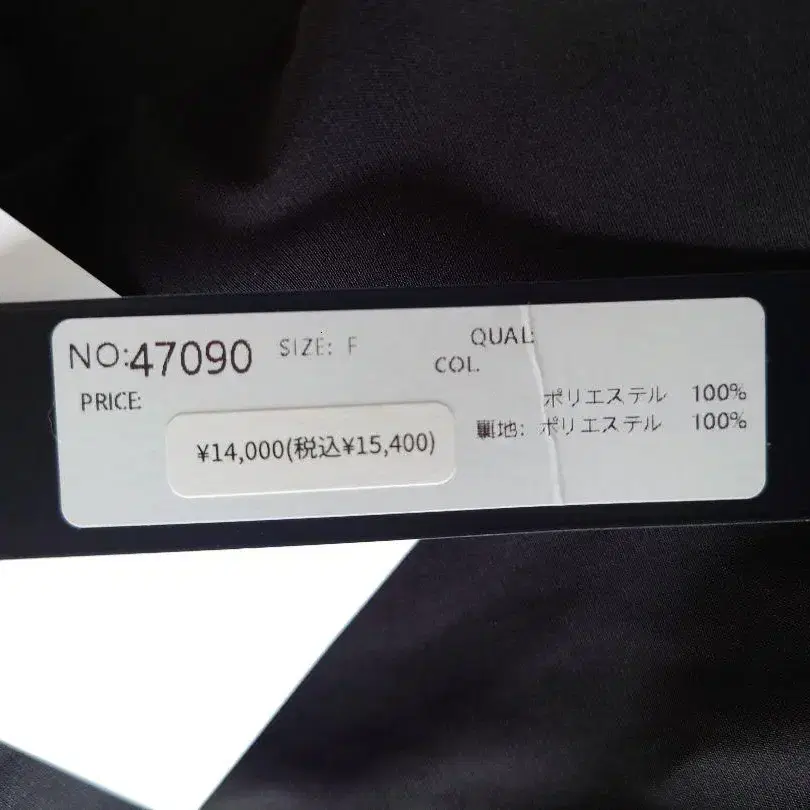 NO:47090 SIZE: F
PRICE:
¥14,000(税込¥15,400)
QUAL:
COL.
ポリエステル 100%
裏地: ポリエステル 100%